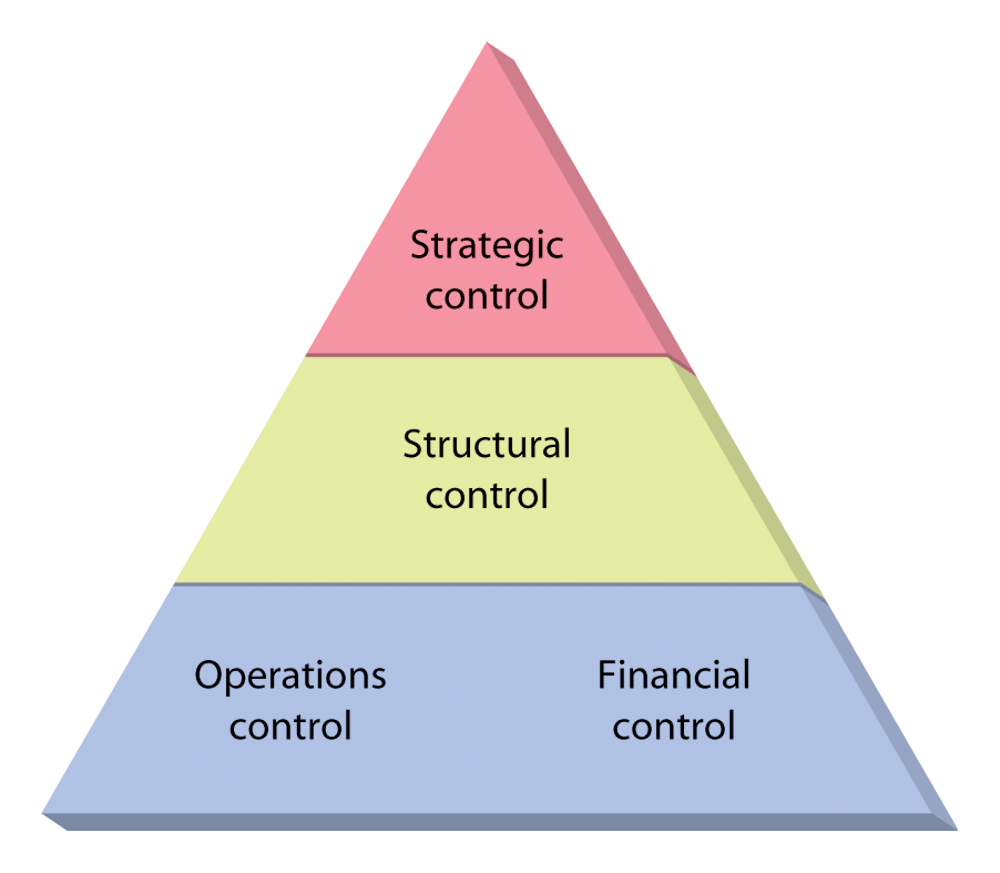 Strategic
control
Structural
control
Operations
control
Financial
control